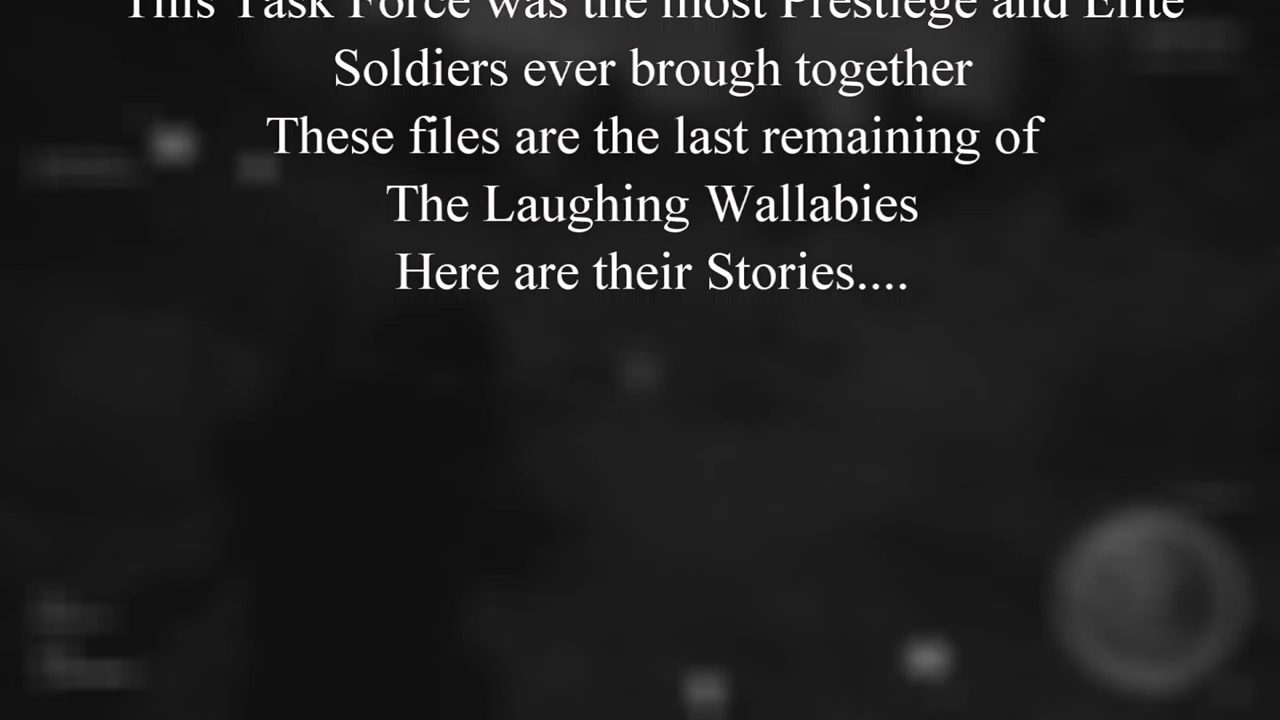 This Task Force was the most Prestiege and Elite
Soldiers ever brough together
These files are the last remaining of
The Laughing Wallabies
Here are their Stories....